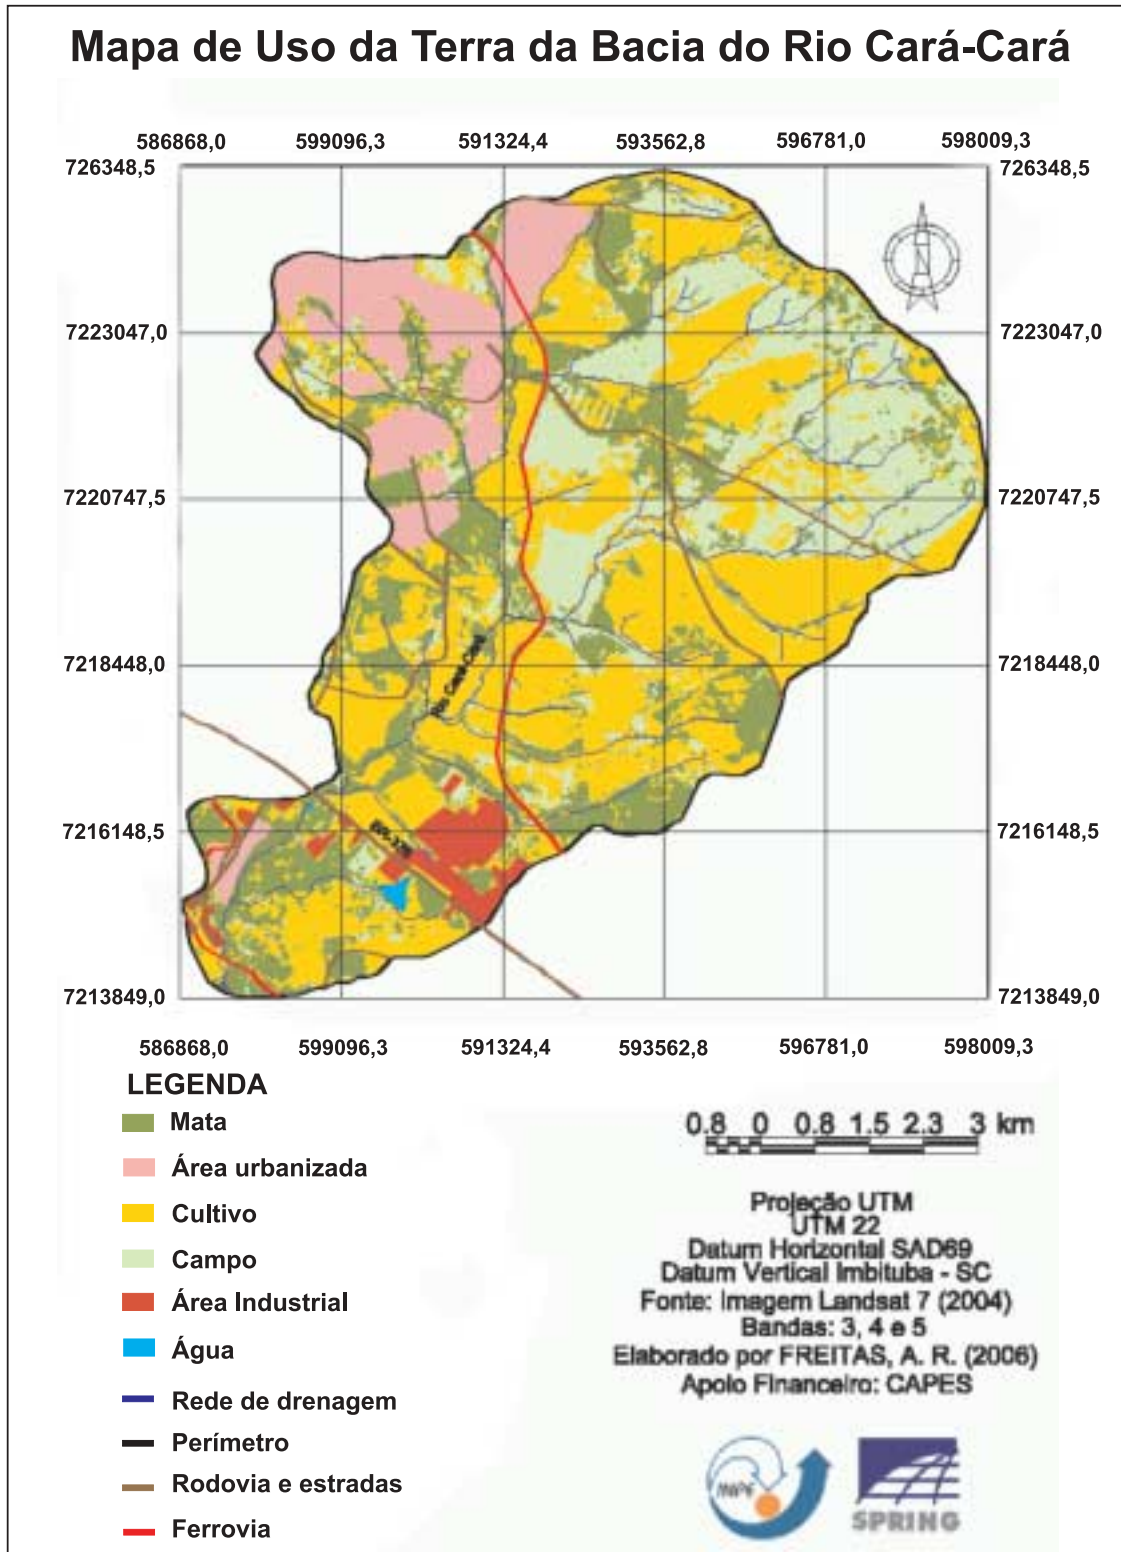 Mapa de Uso da Terra da Bacia do Rio Cará-Cará
586868,0 599096,3 591324,4 593562,8 596781,0 598009,3
726348,5 726348,5
N
7223047,0 7223047,0
7220747,5 7220747,5
7218448,0 7218448,0
Rio Cará-Cará
7216148,5 7216148,5
BR-376
7213849,0 7213849,0
586868,0 599096,3 591324,4 593562,8 596781,0 598009,3
LEGENDA
Mata
Área urbanizada
Cultivo
Campo
Área Industrial
Água
Rede de drenagem
Perímetro
Rodovia e estradas
Ferrovia
0.8 0 0.8 1.5 2.3 3 km
Projeção UTM
UTM 22
Datum Horizontal SAD69
Datum Vertical Imbituba - SC
Fonte: Imagem Landsat 7 (2004)
Bandas: 3, 4 e 5
Elaborado por FREITAS, A. R. (2006)
Apoio Financeiro: CAPES
INPE
SPRING